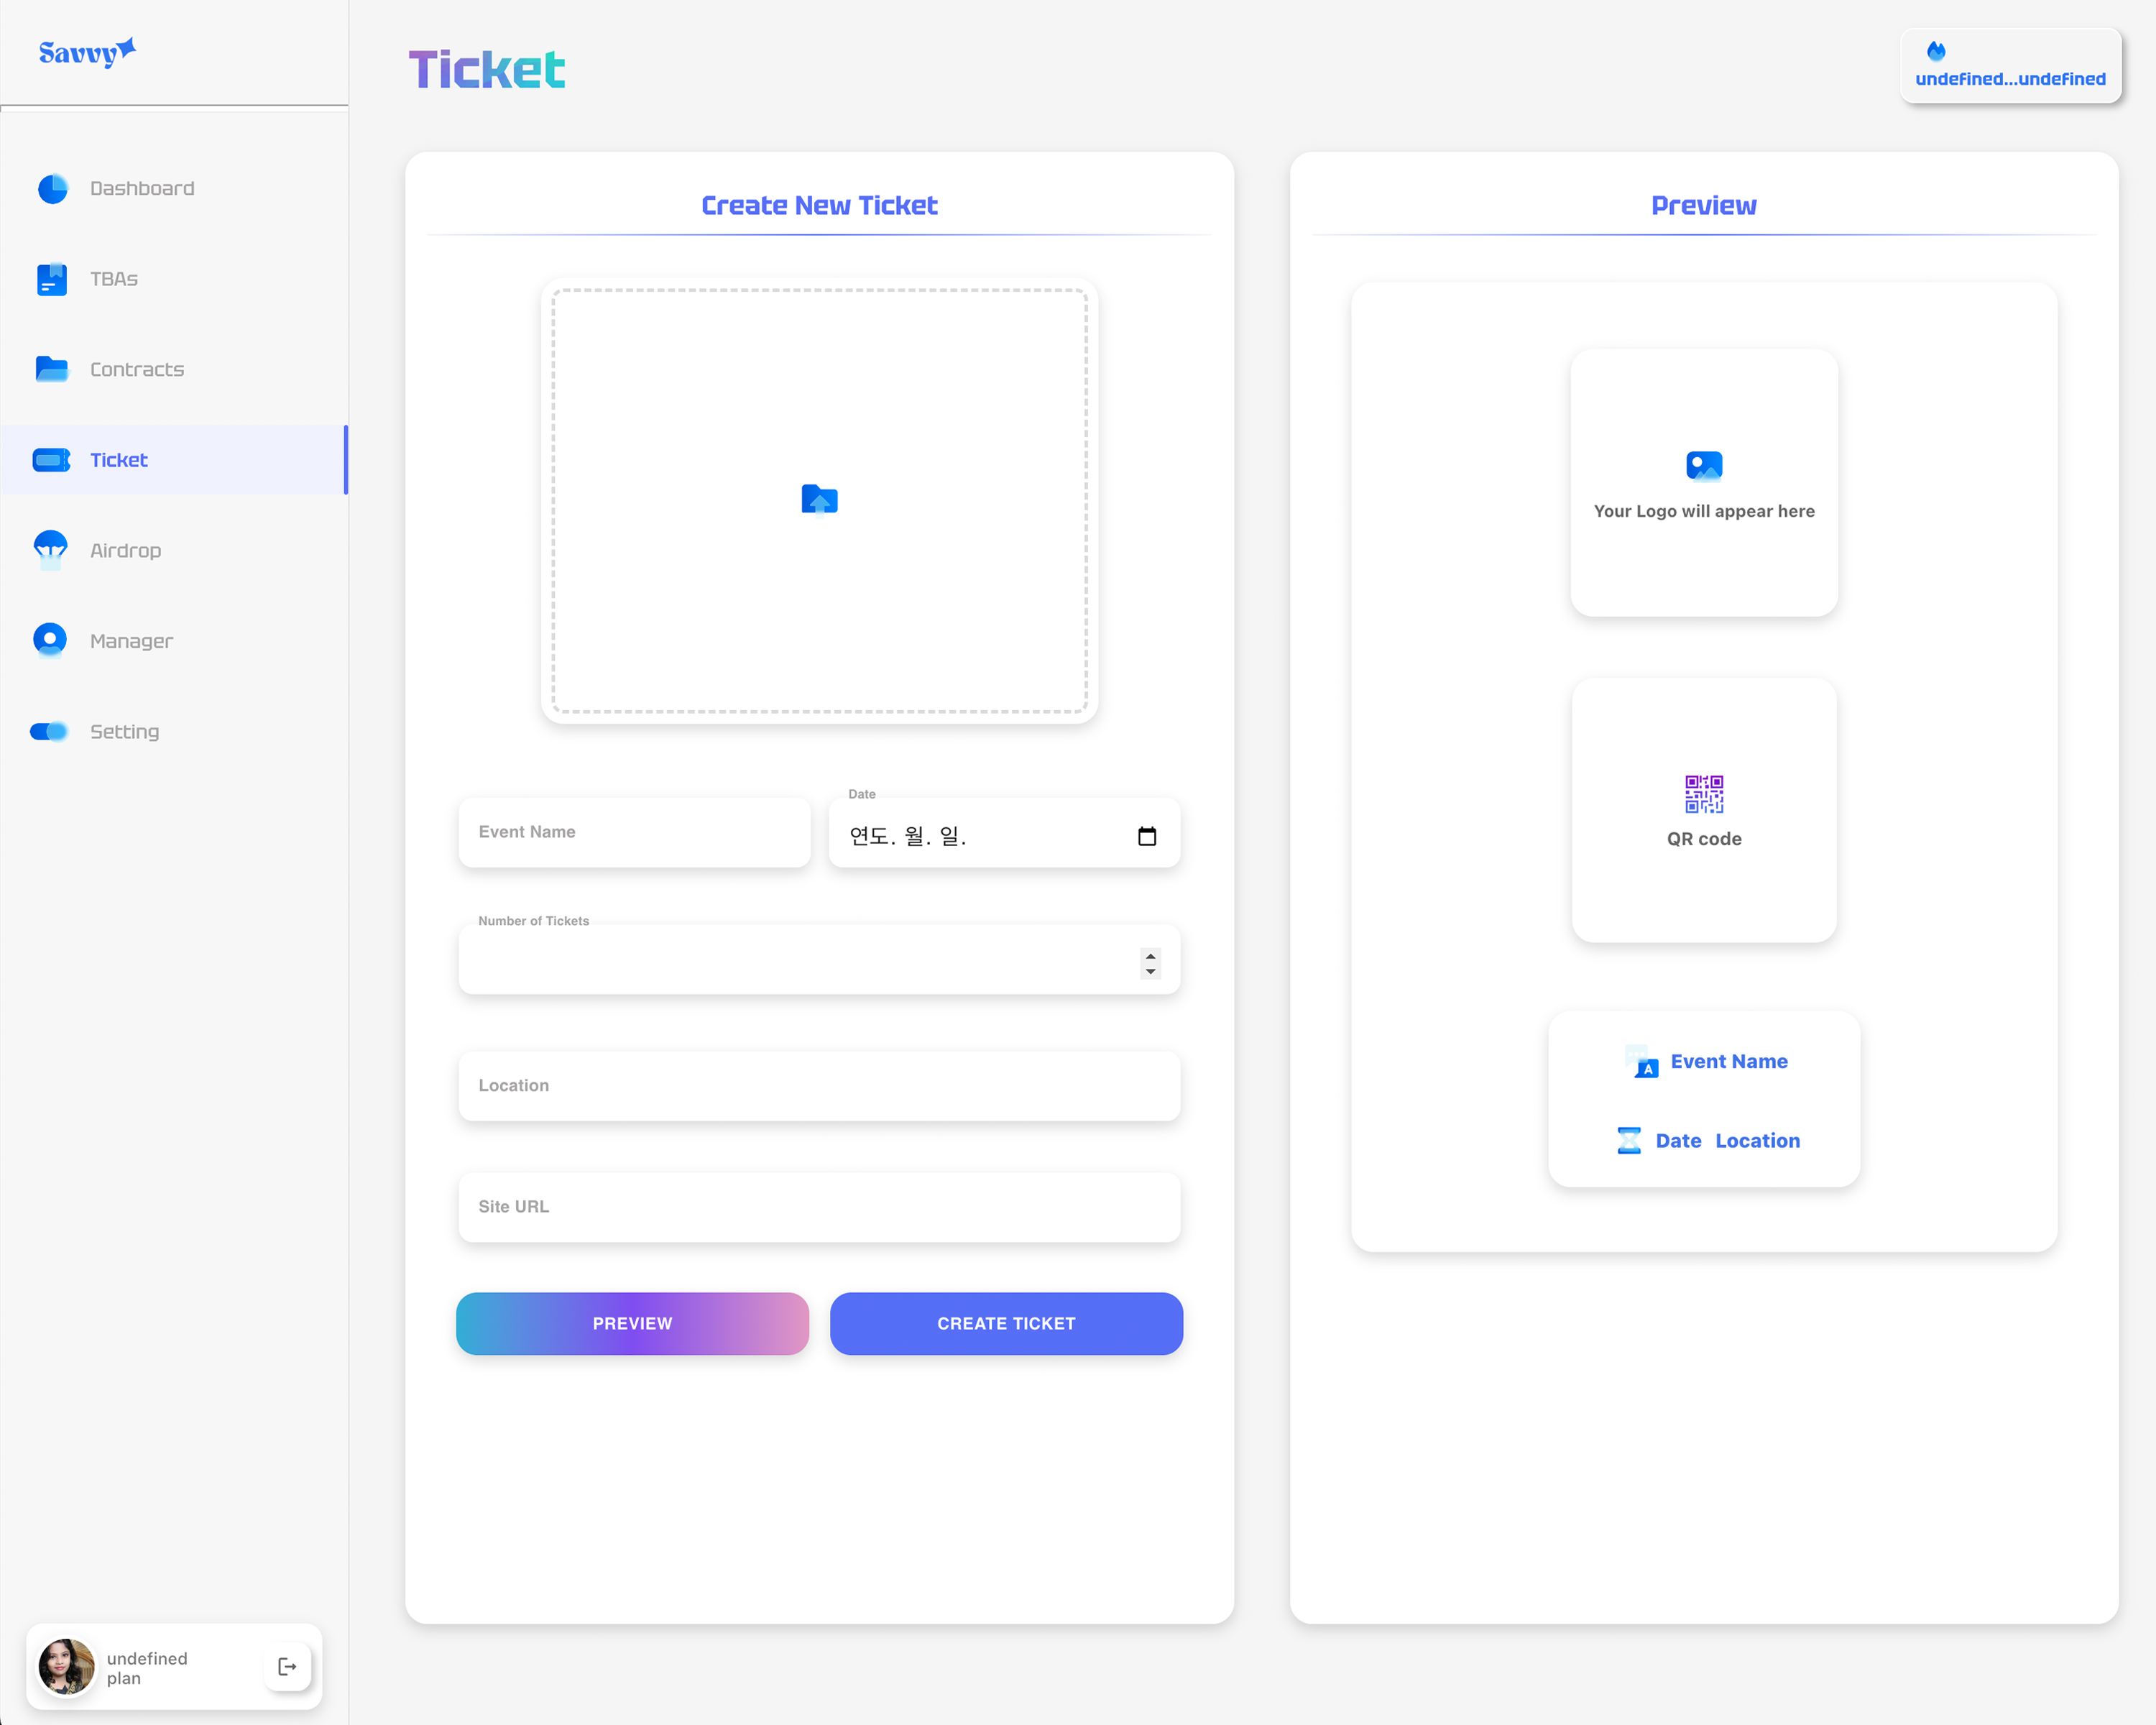 Savvy
Ticket
undefined...undefined
Dashboard
TBAs
Contracts
Ticket
Airdrop
Manager
Setting
undefined
plan
Create New Ticket
Event Name
Date
연도. 월. 일.
Number of Tickets
Location
Site URL
PREVIEW
CREATE TICKET
Preview
Your Logo will appear here
QR code
A
Event Name
Date Location